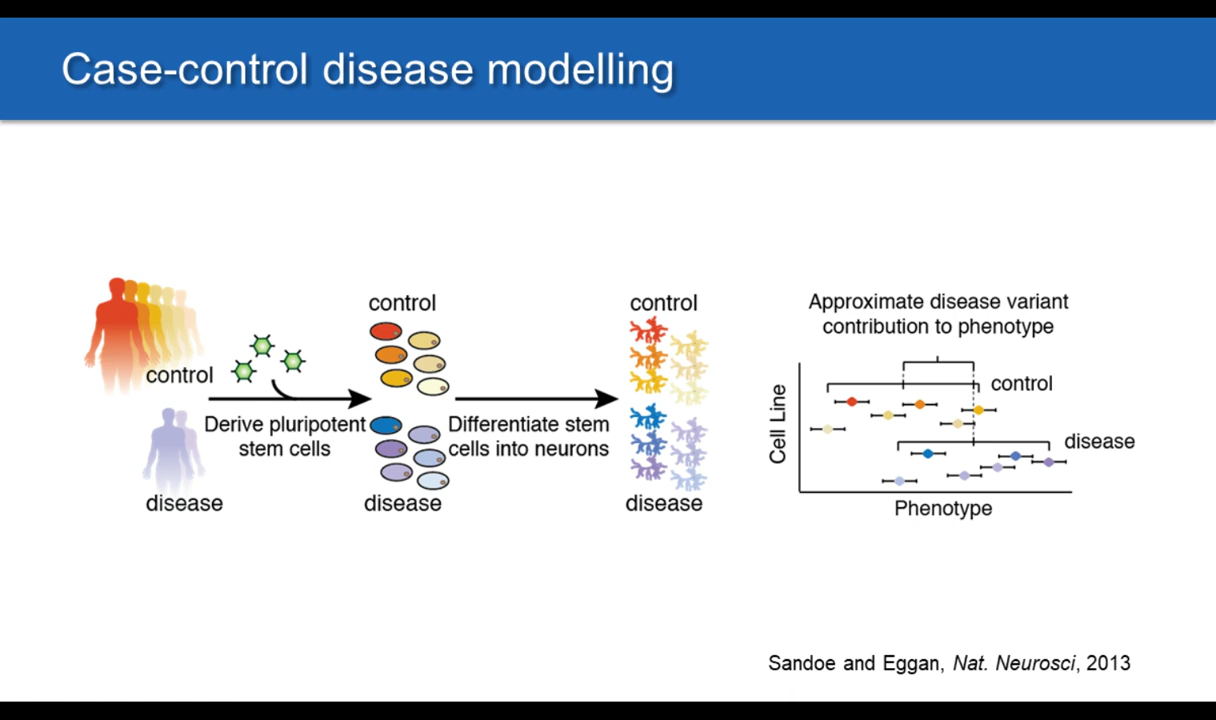 Case-control disease modelling
control
disease
Derive pluripotent
stem cells
control
disease
Differentiate stem
cells into neurons
control
disease
Approximate disease variant
contribution to phenotype
control
disease
Cell Line
Phenotype
Sandoe and Eggan, Nat. Neurosci, 2013